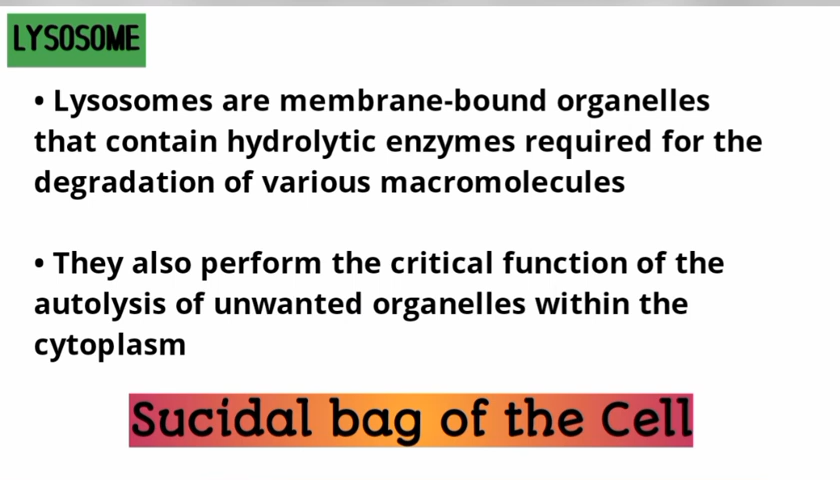 LYSOSOME
• Lysosomes are membrane-bound organelles
that contain hydrolytic enzymes required for the
degradation of various macromolecules
• They also perform the critical function of the
autolysis of unwanted organelles within the
cytoplasm
Sucidal bag of the Cell